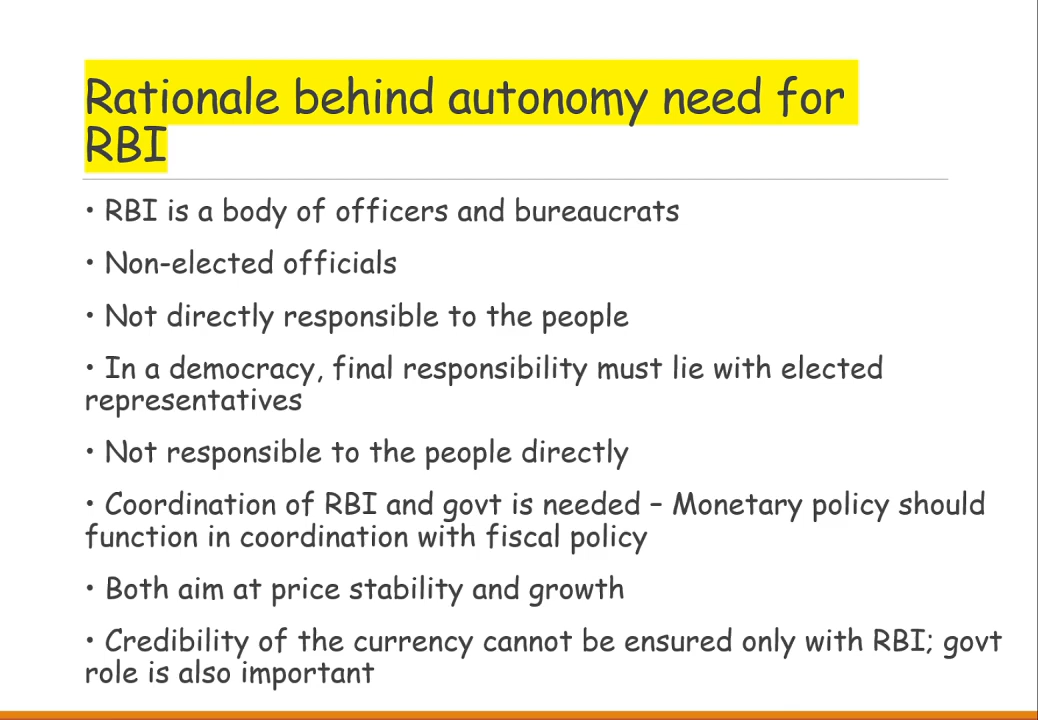 Rationale behind autonomy need for
RBI
• RBI is a body of officers and bureaucrats
• Non-elected officials
• Not directly responsible to the people
• In a democracy, final responsibility must lie with elected
representatives
• Not responsible to the people directly
• Coordination of RBI and govt is needed – Monetary policy should
function in coordination with fiscal policy
• Both aim at price stability and growth
• Credibility of the currency cannot be ensured only with RBI; govt
role is also important